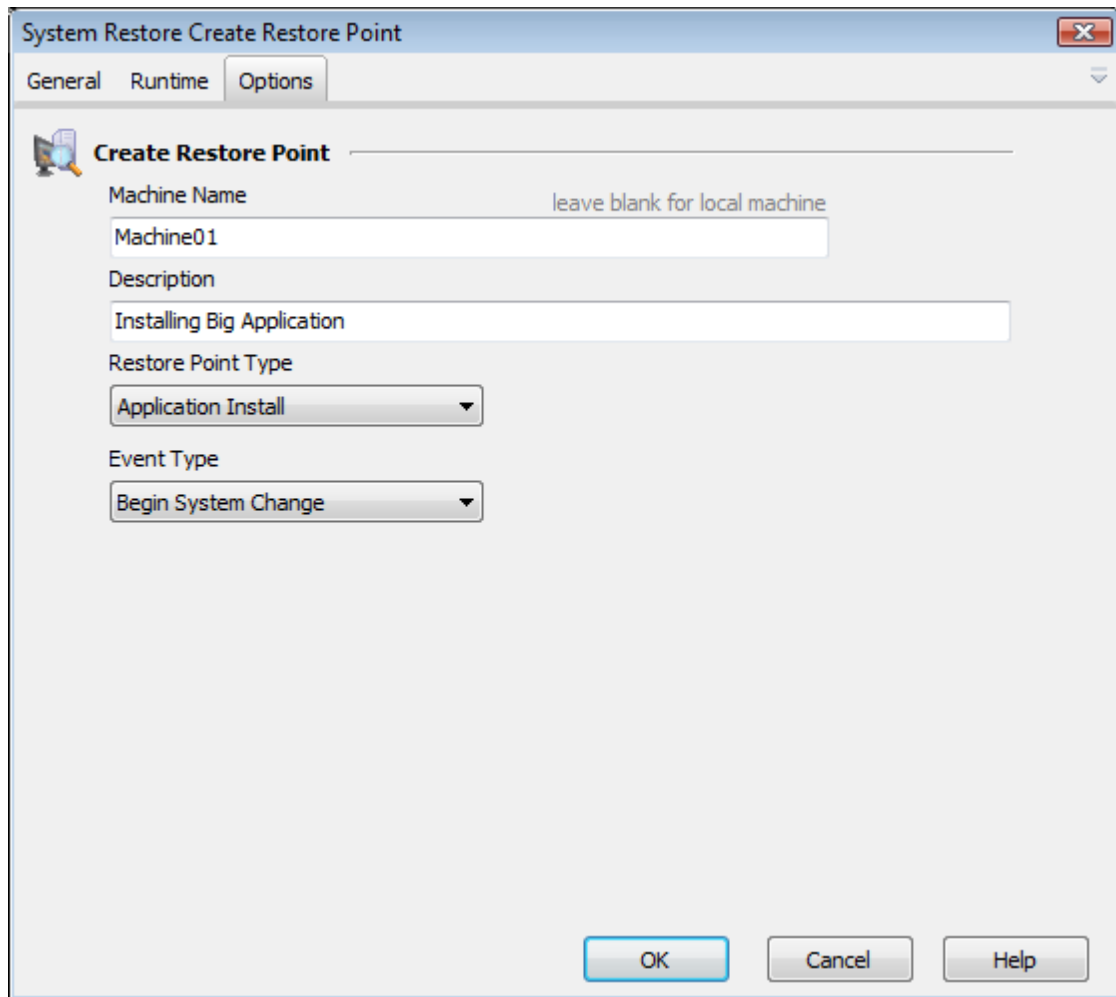 System Restore Create Restore Point
General Runtime Options
Create Restore Point
Machine Name leave blank for local machine
Machine01
Description
Installing Big Application
Restore Point Type
Application Install
Event Type
Begin System Change
OK Cancel Help